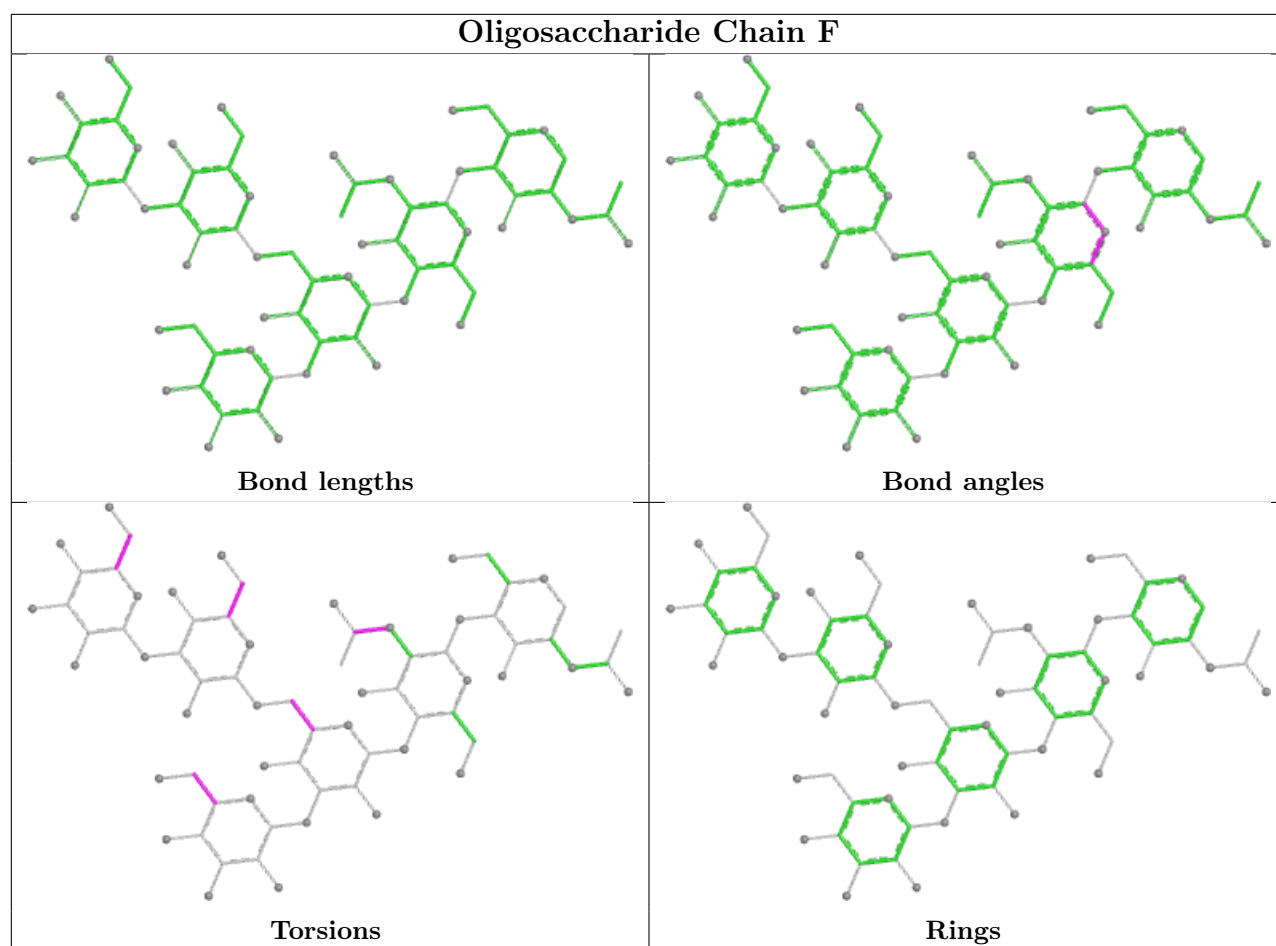 Oligosaccharide Chain F
Bond lengths
Bond angles
Torsions
Rings